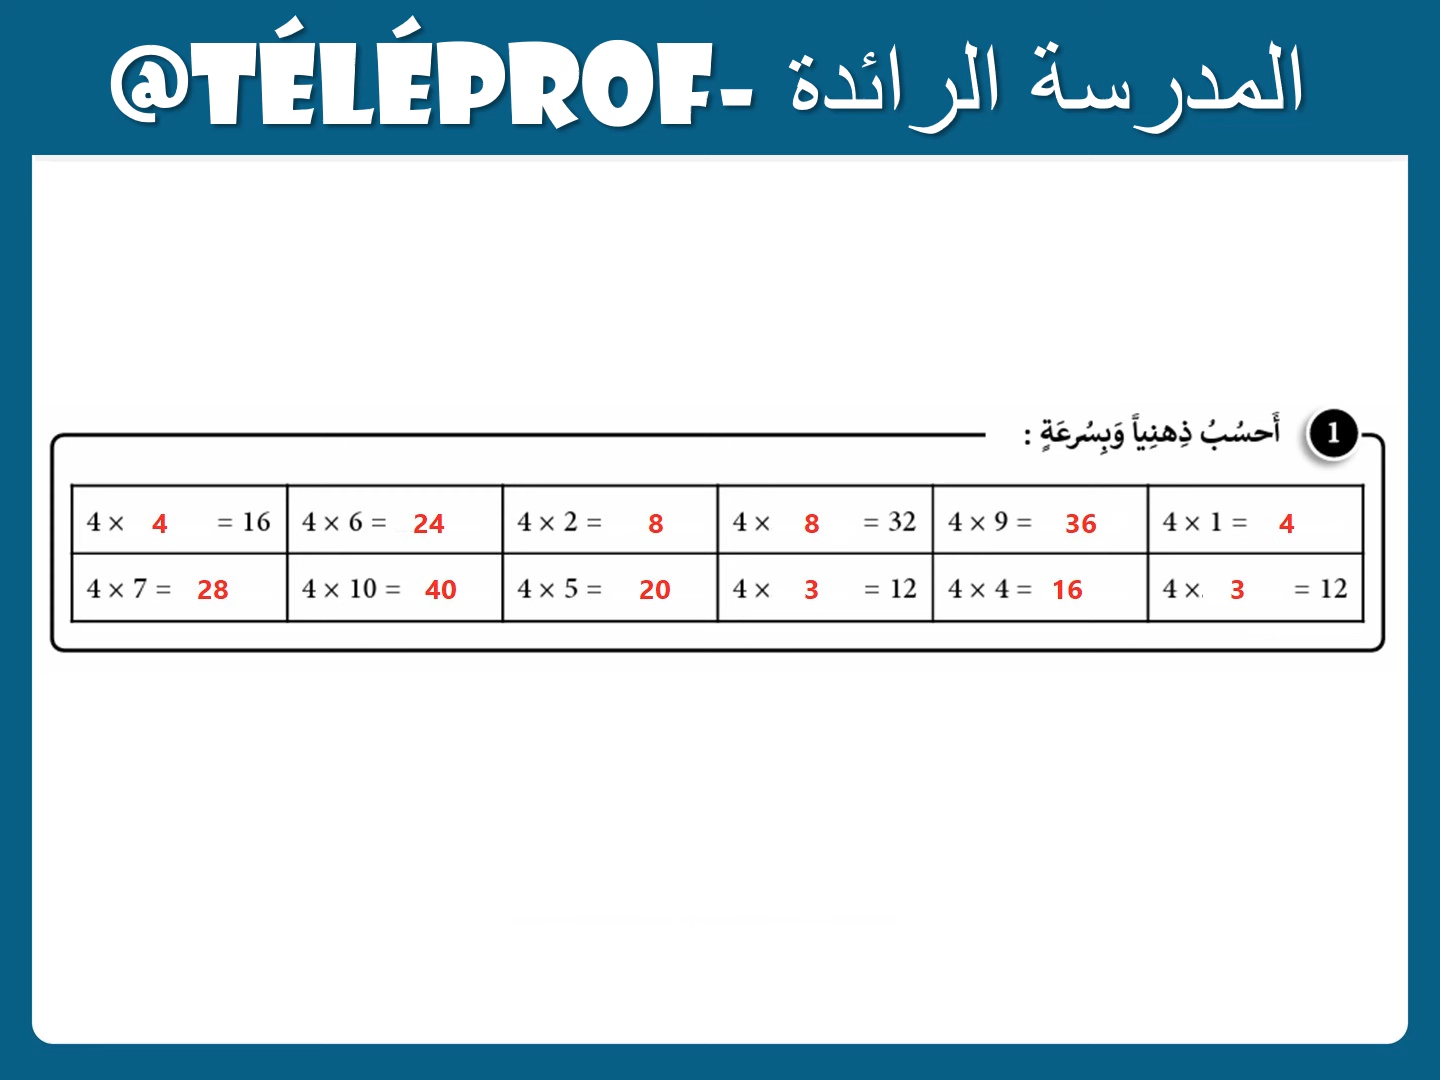 @TÉLÉPROF- المدرسة الرائدة
1 أَحسُبُ ذِهنِياً وَبِسُرعَةٍ :
4 × 4 = 16 4 × 6 = 24 4 × 2 = 8 4 × 8 = 32 4 × 9 = 36 4 × 1 = 4
4 × 7 = 28 4 × 10 = 40 4 × 5 = 20 4 × 3 = 12 4 × 4 = 16 4 × 3 = 12